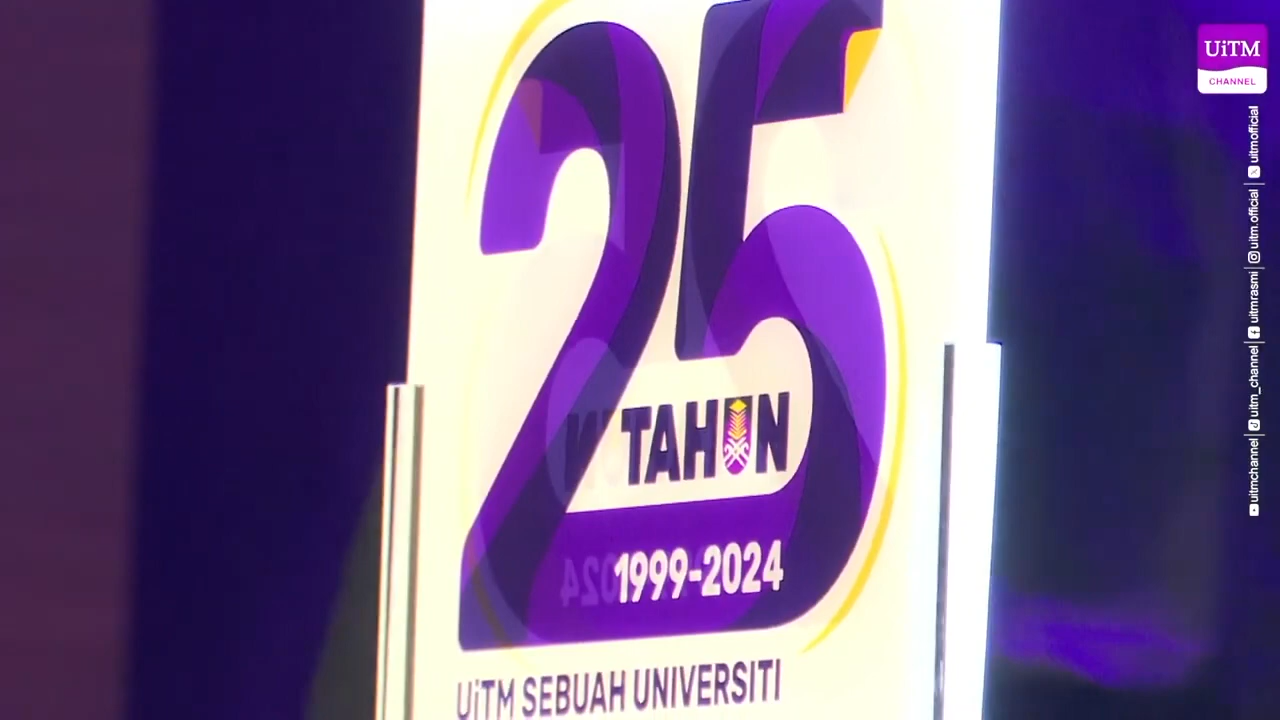 25
TAHUN
1999-2024
UiTM SEBUAH UNIVERSITI
UiTM
CHANNEL
uitmchannel | uitm_channel | uitmrasmi | uitm.official | uitmofficial